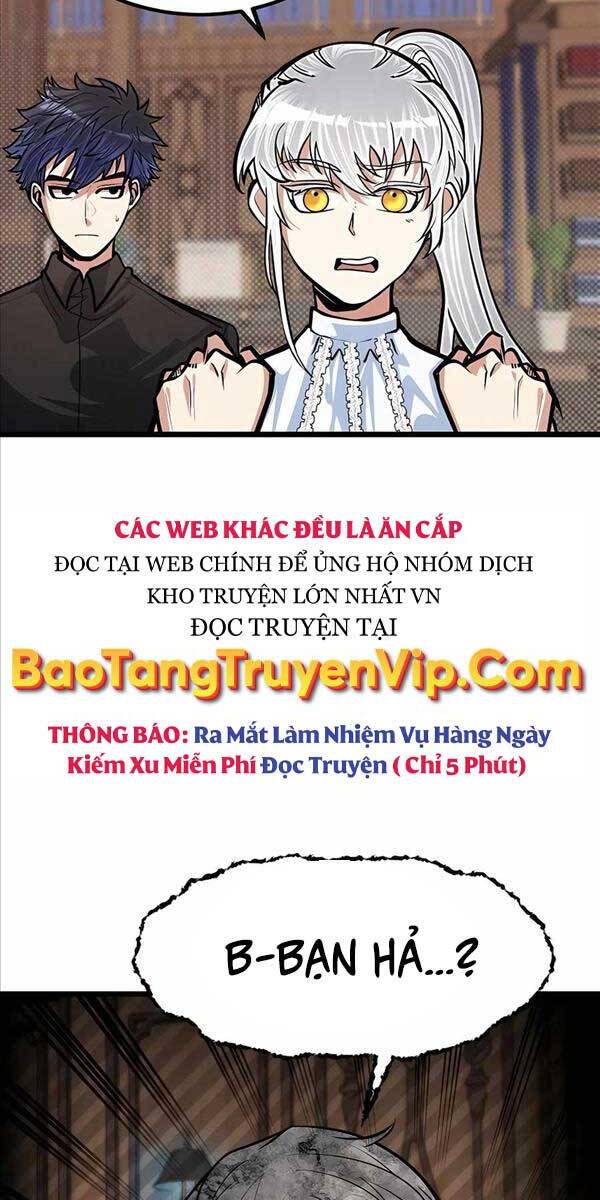 CÁC WEB KHÁC ĐỀU LÀ ĂN CẮP
ĐỌC TẠI WEB CHÍNH ĐỂ ỦNG HỘ NHÓM DỊCH
KHO TRUYỆN LỚN NHẤT VN
ĐỌC TRUYỆN TẠI
BaoTangTruyenVip.Com
THÔNG BÁO: Ra Mắt Làm Nhiệm Vụ Hàng Ngày
Kiếm Xu Miễn Phí Đọc Truyện ( Chỉ 5 Phút)
B-BẠN HẢ...?